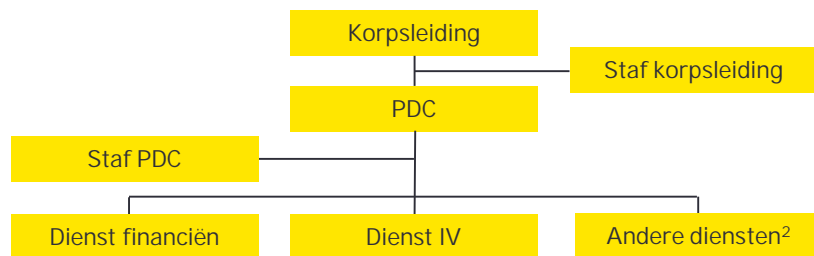 Korpsleiding
Staf korpsleiding
PDC
Staf PDC
Dienst financiën
Dienst IV
Andere diensten²